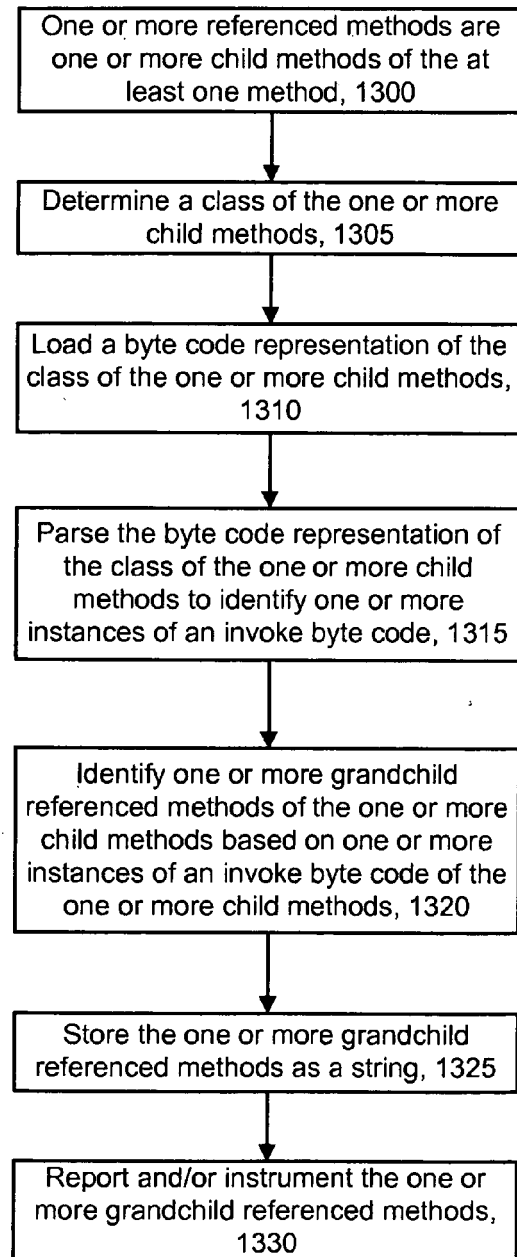 One or more referenced methods are
one or more child methods of the at
least one method, 1300
Determine a class of the one or more
child methods, 1305
Load a byte code representation of the
class of the one or more child methods,
1310
Parse the byte code representation of
the class of the one or more child
methods to identify one or more
instances of an invoke byte code, 1315
Identify one or more grandchild
referenced methods of the one or more
child methods based on one or more
instances of an invoke byte code of the
one or more child methods, 1320
Store the one or more grandchild
referenced methods as a string, 1325
Report and/or instrument the one or
more grandchild referenced methods,
1330